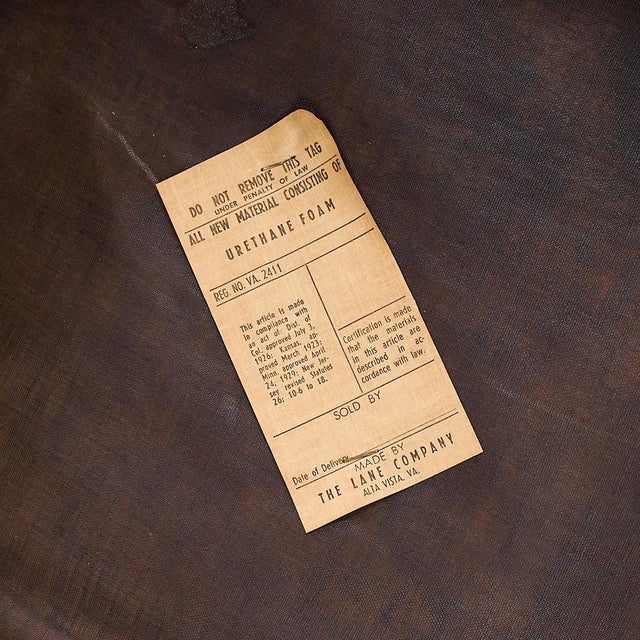 DO NOT REMOVE THIS TAG
UNDER PENALTY OF LAW
ALL NEW MATERIAL CONSISTING OF
URETHANE FOAM
REG. NO. VA. 2411
This article is made
in compliance with
an act of: Dist. of
Col. approved July 3,
1926; Kansas, ap-
proved March 1923;
Minn. approved April
24, 1929; New Jer-
sey revised Statutes
26; 10-6 to 18.
Certification is made
that the materials
in this article are
described in ac-
cordance with law.
SOLD BY
Date of Delivery
MADE BY
THE LANE COMPANY
ALTA VISTA, VA.